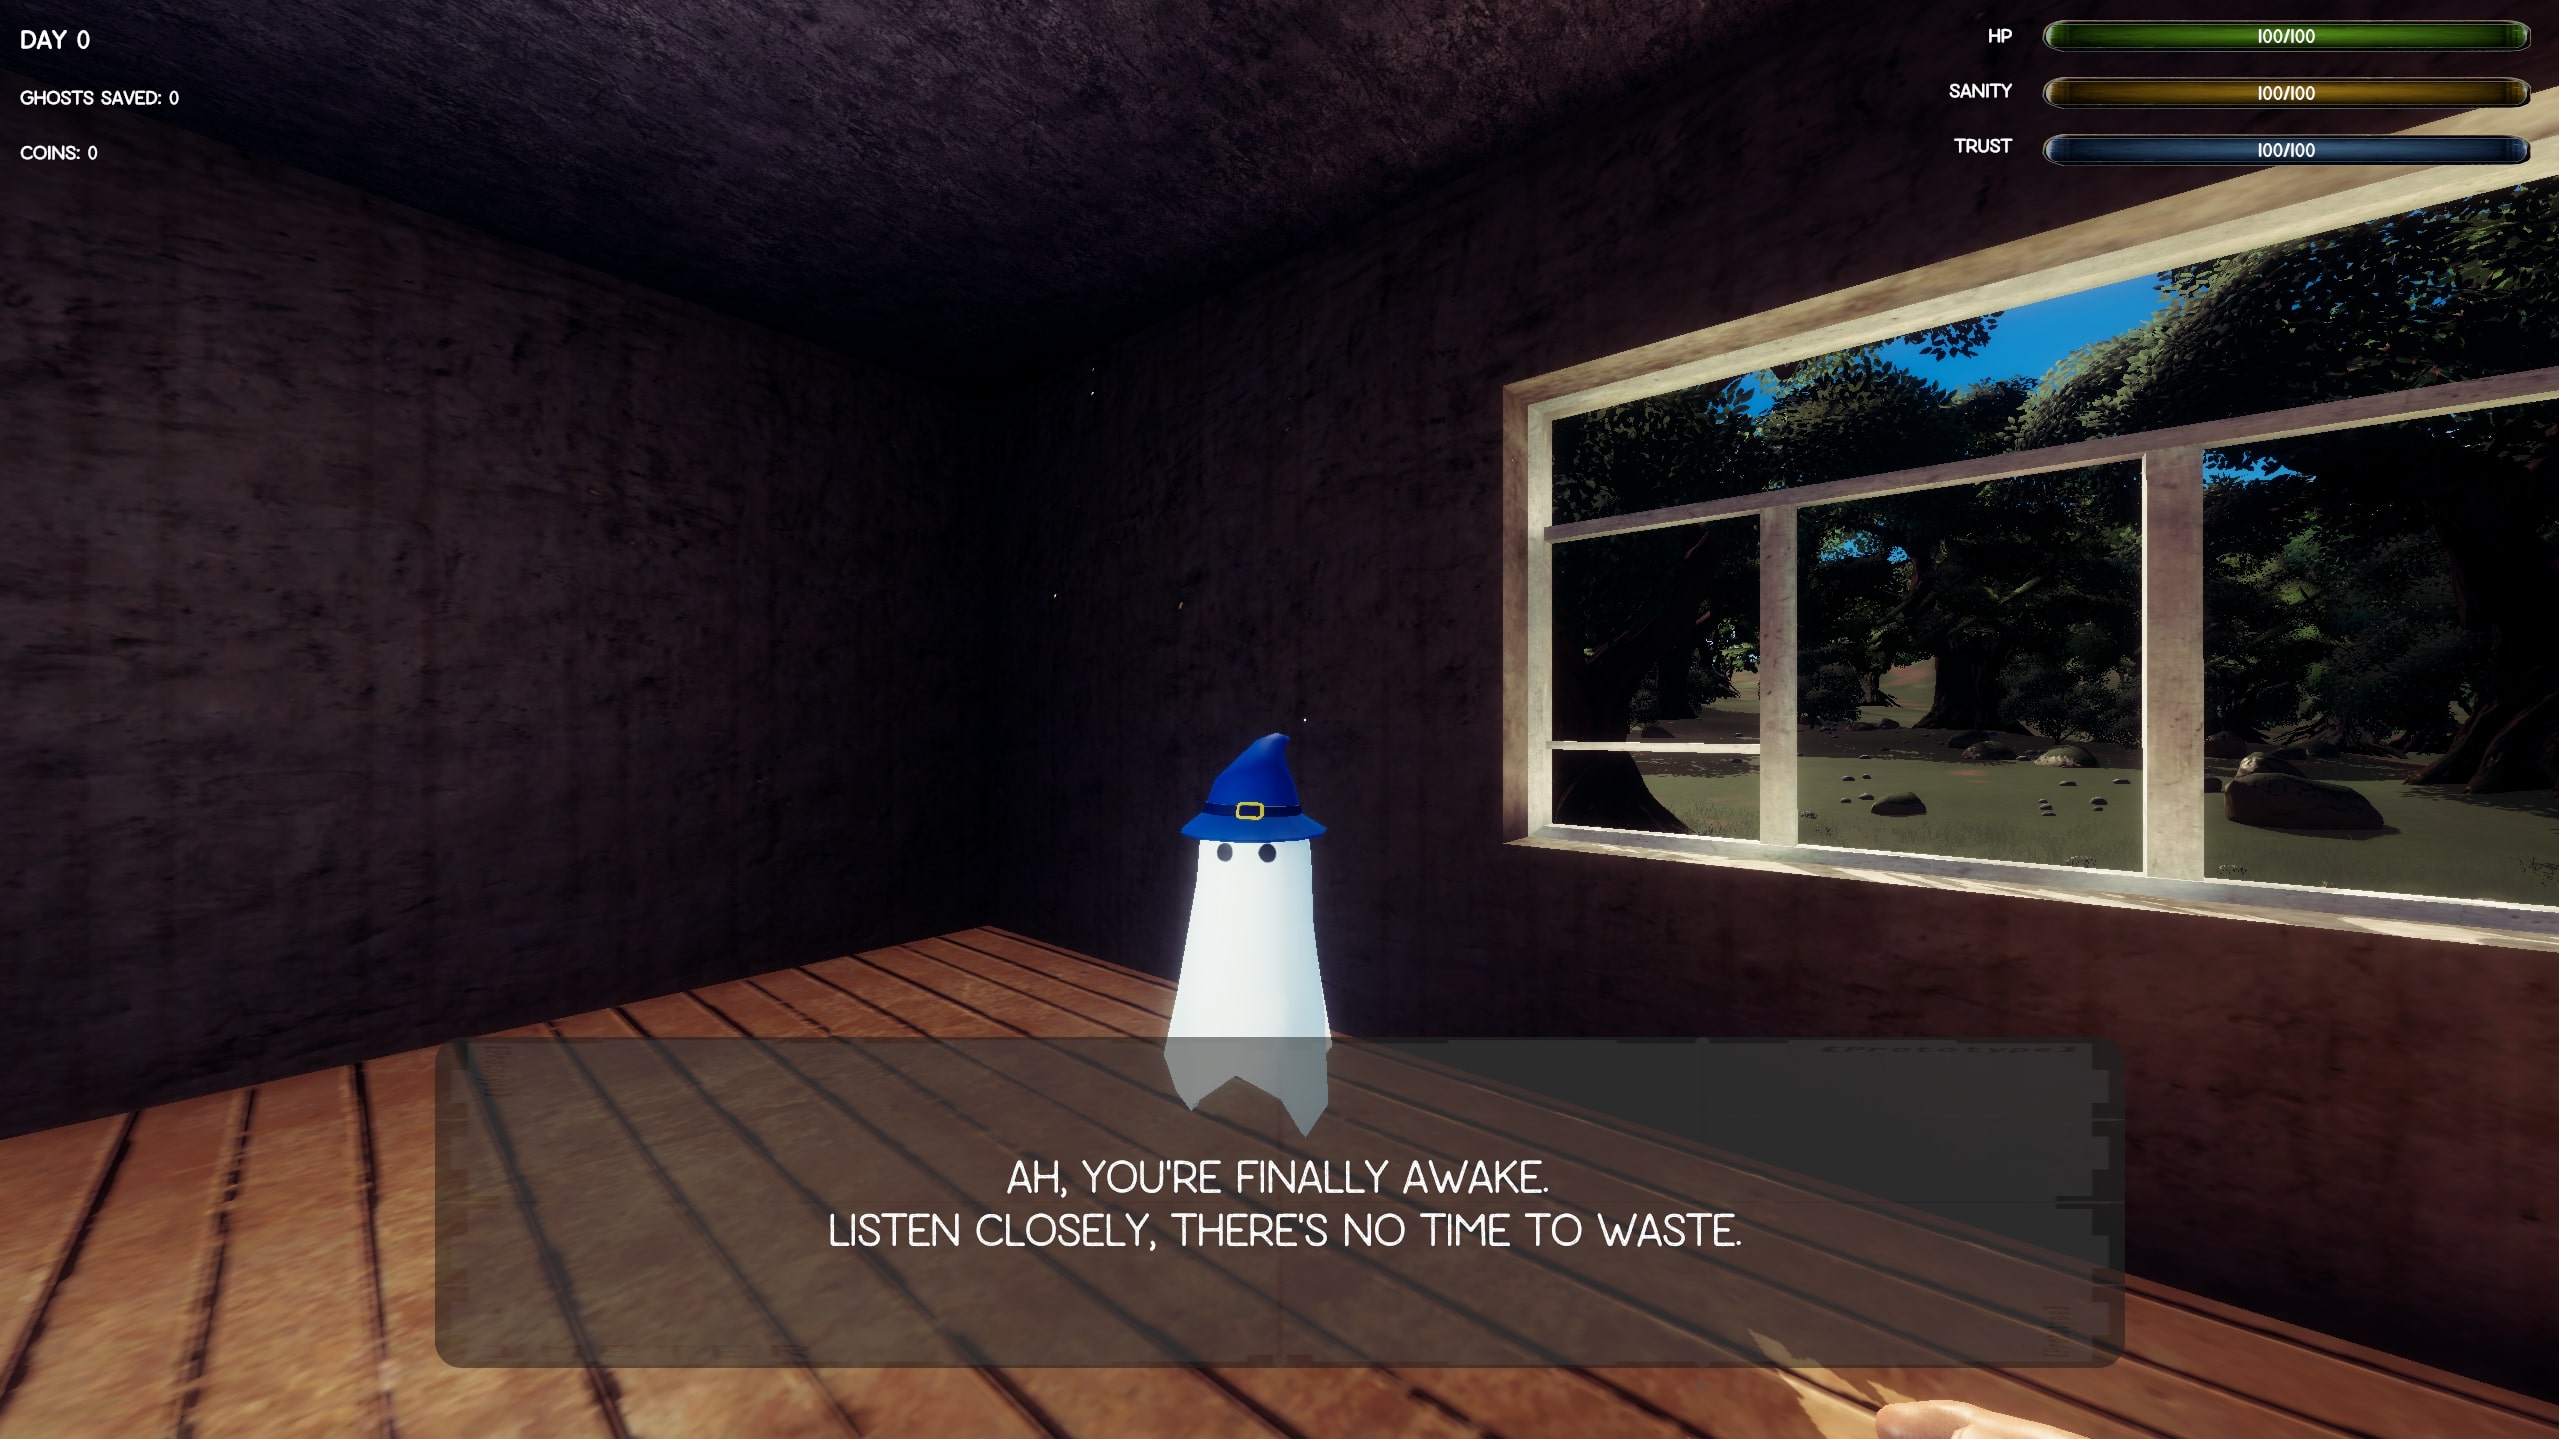 DAY 0
GHOSTS SAVED: 0
COINS: 0
HP 100/100
SANITY 100/100
TRUST 100/100
[Prototype]
AH, YOU'RE FINALLY AWAKE.
LISTEN CLOSELY, THERE'S NO TIME TO WASTE.